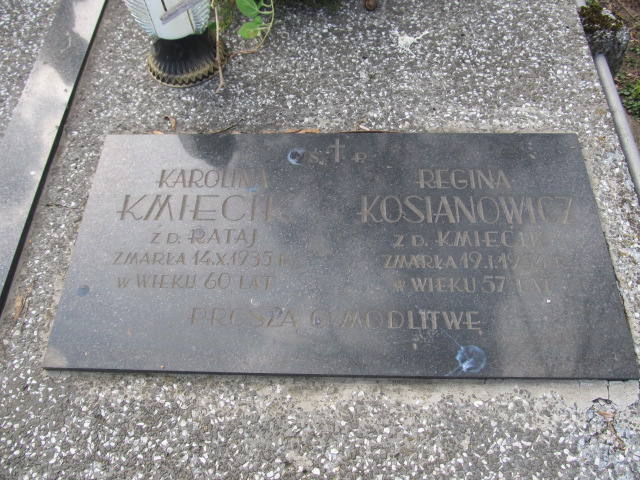 Ś † P
KAROLINA
KMIECIK
Z D. RATAJ
ZMARŁA 14.X.1935 R.
W WIEKU 60 LAT
REGINA
KOSIANOWICZ
Z D. KMIECIK
ZMARŁA 19.I.
W WIEKU 57 LAT
PROSZĄ O MODLITWĘ